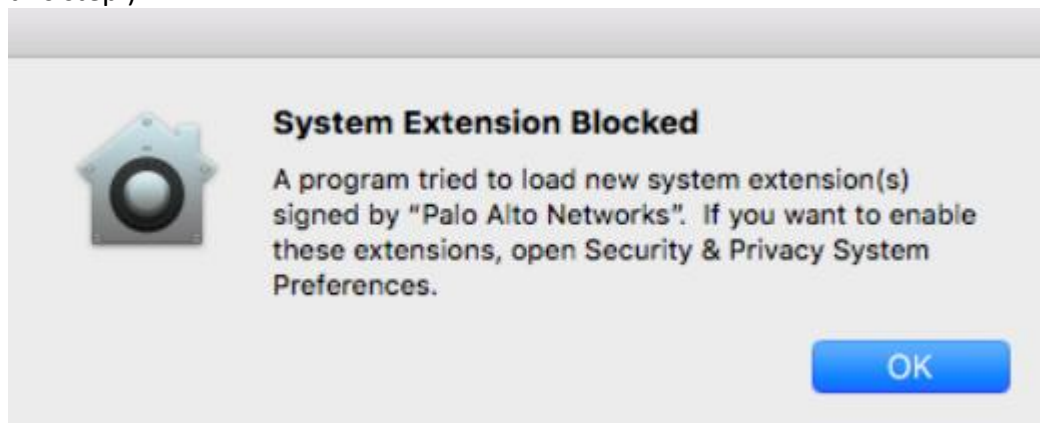 System Extension Blocked
A program tried to load new system extension(s)
signed by “Palo Alto Networks”.  If you want to enable
these extensions, open Security & Privacy System
Preferences.
OK